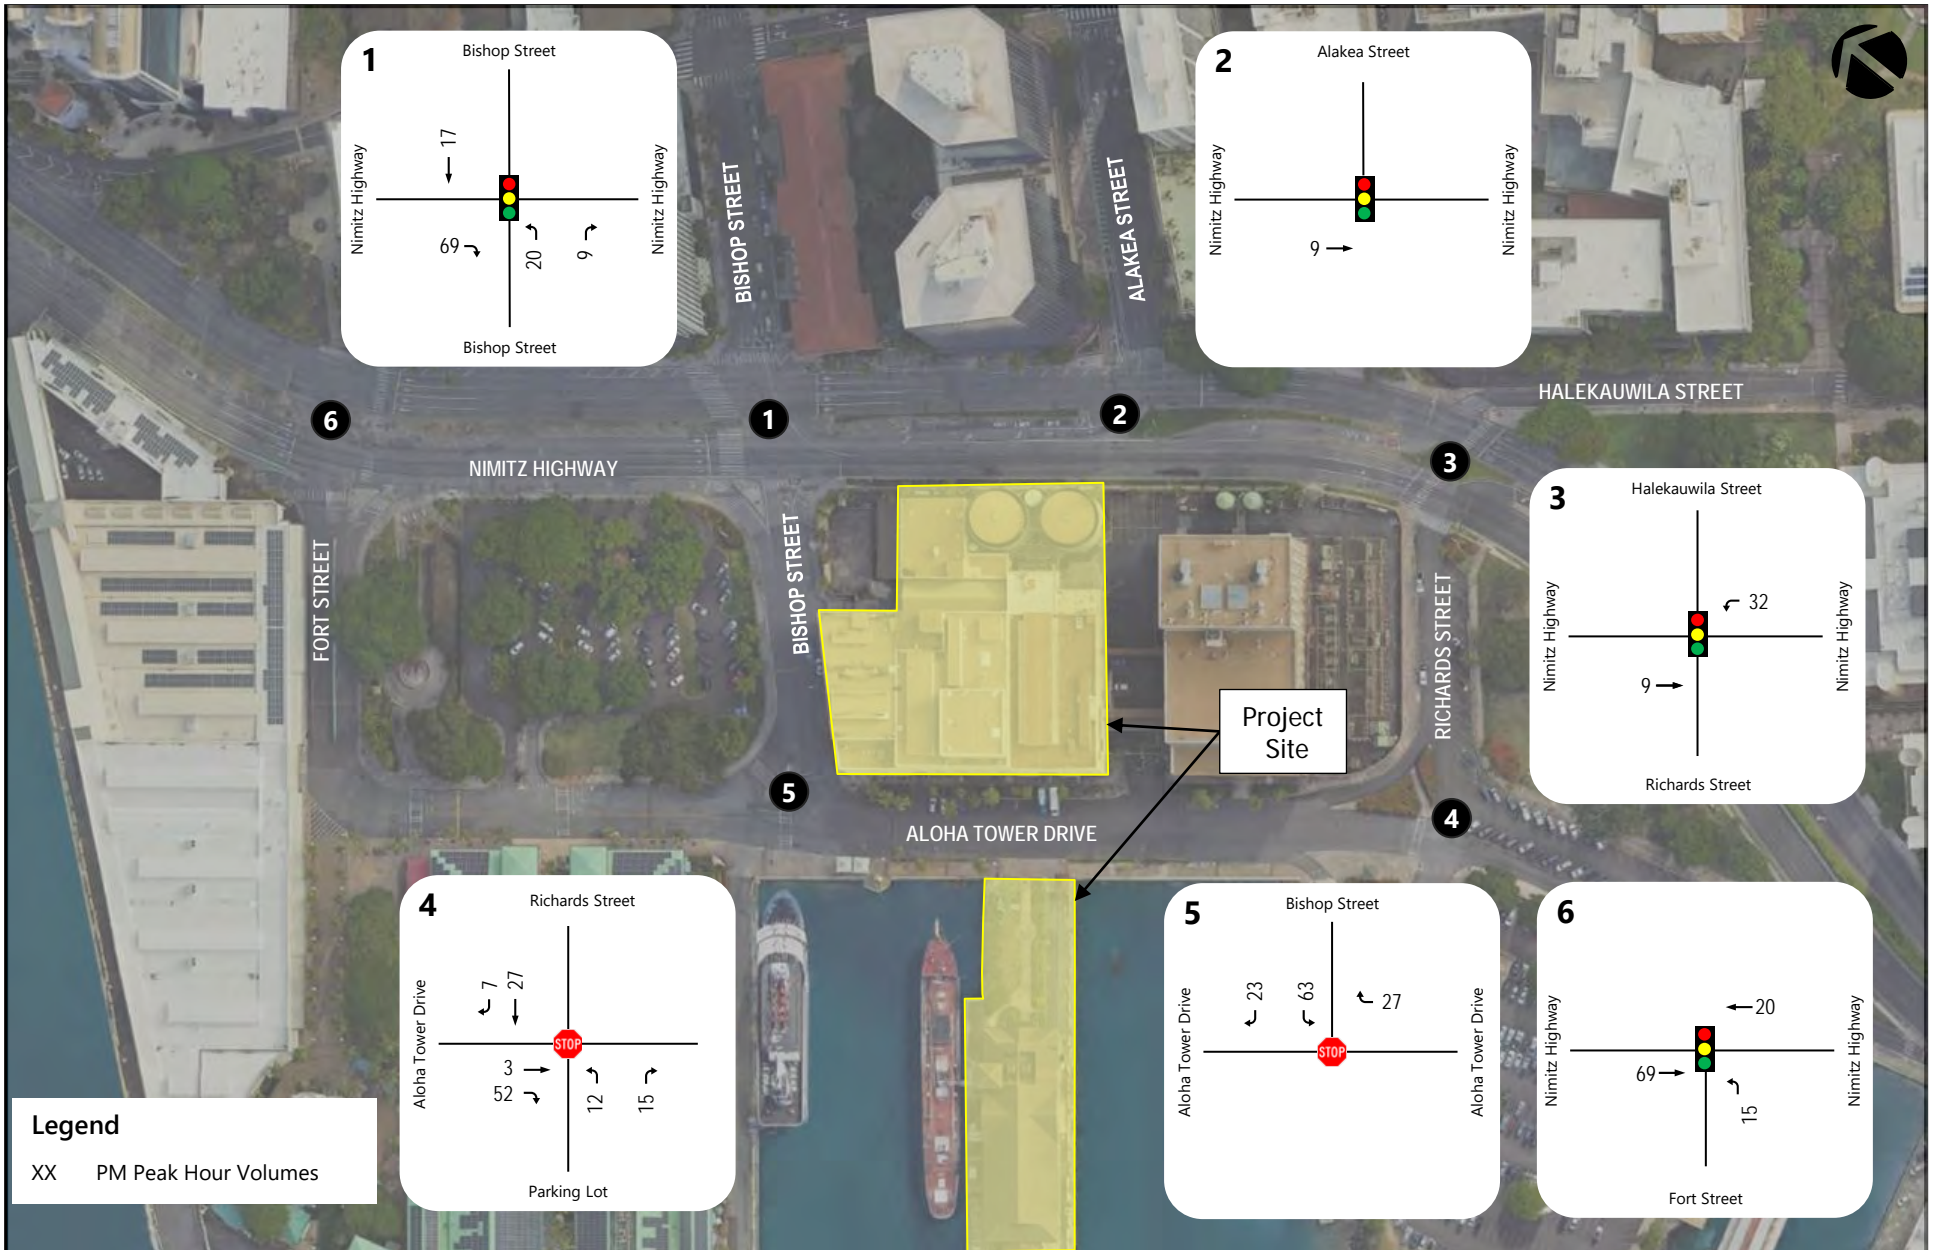 1
Bishop Street
Nimitz Highway
Nimitz Highway
17
69
20
9
Bishop Street
2
Alakea Street
Nimitz Highway
Nimitz Highway
9
BISHOP STREET
ALAKEA STREET
HALEKAUWILA STREET
6
1
2
3
NIMITZ HIGHWAY
3
Halekauwila Street
Nimitz Highway
Nimitz Highway
32
9
Richards Street
FORT STREET
BISHOP STREET
RICHARDS STREET
Project
Site
5
4
ALOHA TOWER DRIVE
4
Richards Street
Aloha Tower Drive
7
27
STOP
3
52
12
15
Parking Lot
5
Bishop Street
Aloha Tower Drive
Aloha Tower Drive
23
63
27
STOP
6
Nimitz Highway
Nimitz Highway
20
69
15
Fort Street
Legend
XX PM Peak Hour Volumes